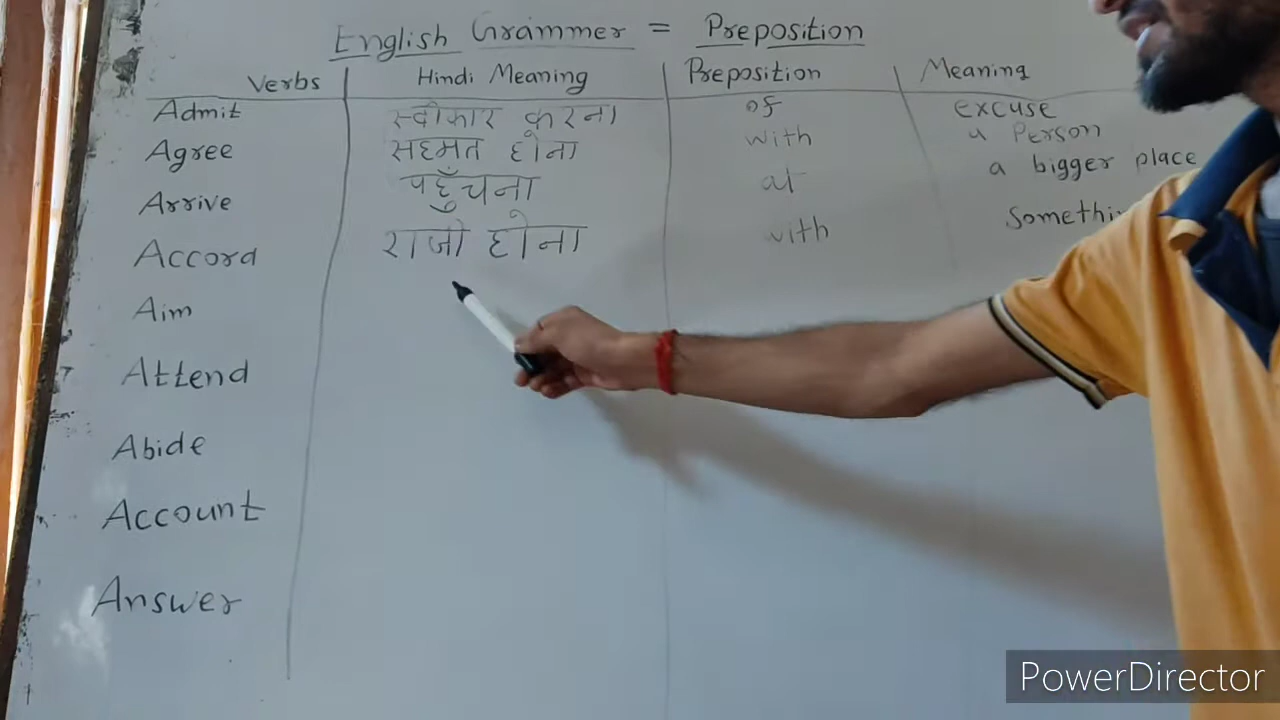 English Grammer = Preposition
Verbs Hindi Meaning Preposition Meaning
Admit स्वीकार करना of excuse
Agree सहमत होना with a Person
Arrive पहुँचना at a bigger place
Accord राजी होना with
Aim
Attend
Abide
Account
Answer
PowerDirector